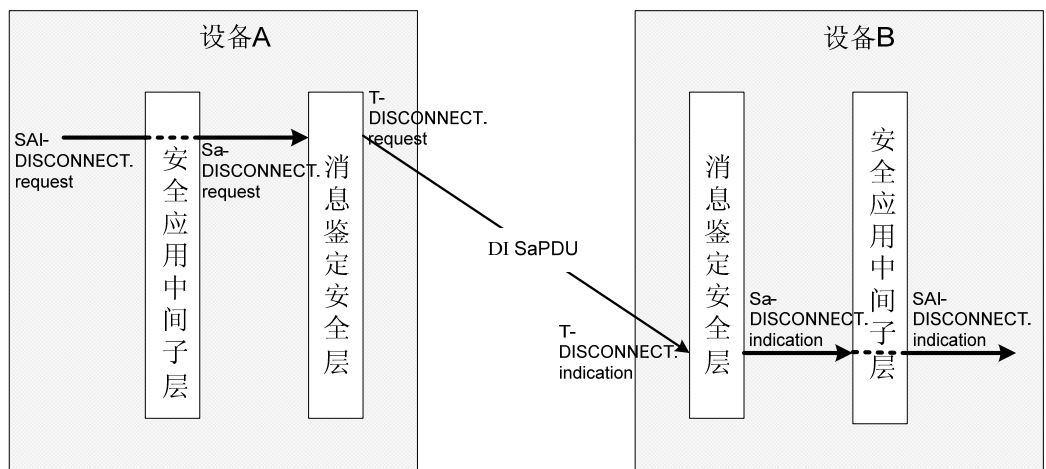 设备A
SAI-
DISCONNECT.
request
安全应用中间子层
Sa-
DISCONNECT.
request
消息鉴定安全层
T-
DISCONNECT.
request
DI SaPDU
设备B
T-
DISCONNECT.
indication
消息鉴定安全层
Sa-
DISCONNECT.
indication
安全应用中间子层
SAI-
DISCONNECT.
indication